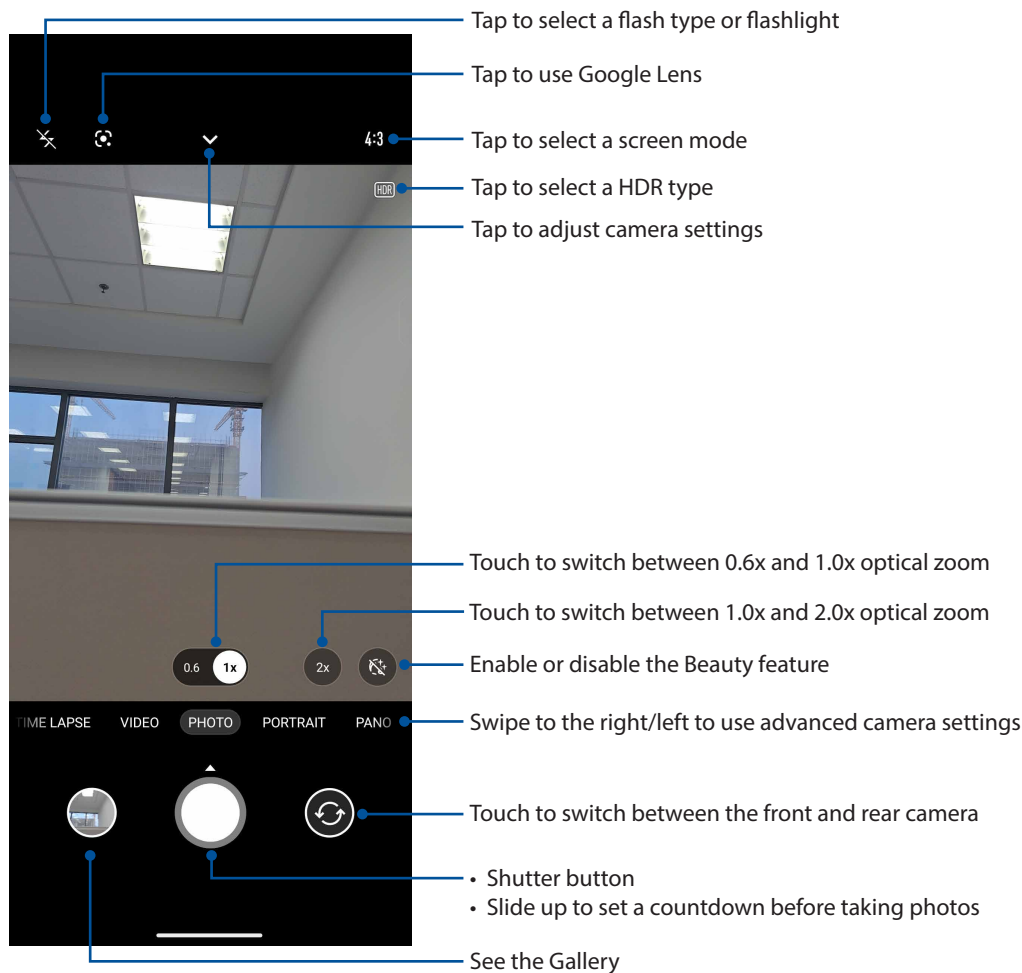 Tap to select a flash type or flashlight
Tap to use Google Lens
4:3
Tap to select a screen mode
HDR
Tap to select a HDR type
Tap to adjust camera settings
Touch to switch between 0.6x and 1.0x optical zoom
Touch to switch between 1.0x and 2.0x optical zoom
0.6 1x 2x
Enable or disable the Beauty feature
TIME LAPSE VIDEO PHOTO PORTRAIT PANO
Swipe to the right/left to use advanced camera settings
Touch to switch between the front and rear camera
• Shutter button
• Slide up to set a countdown before taking photos
See the Gallery